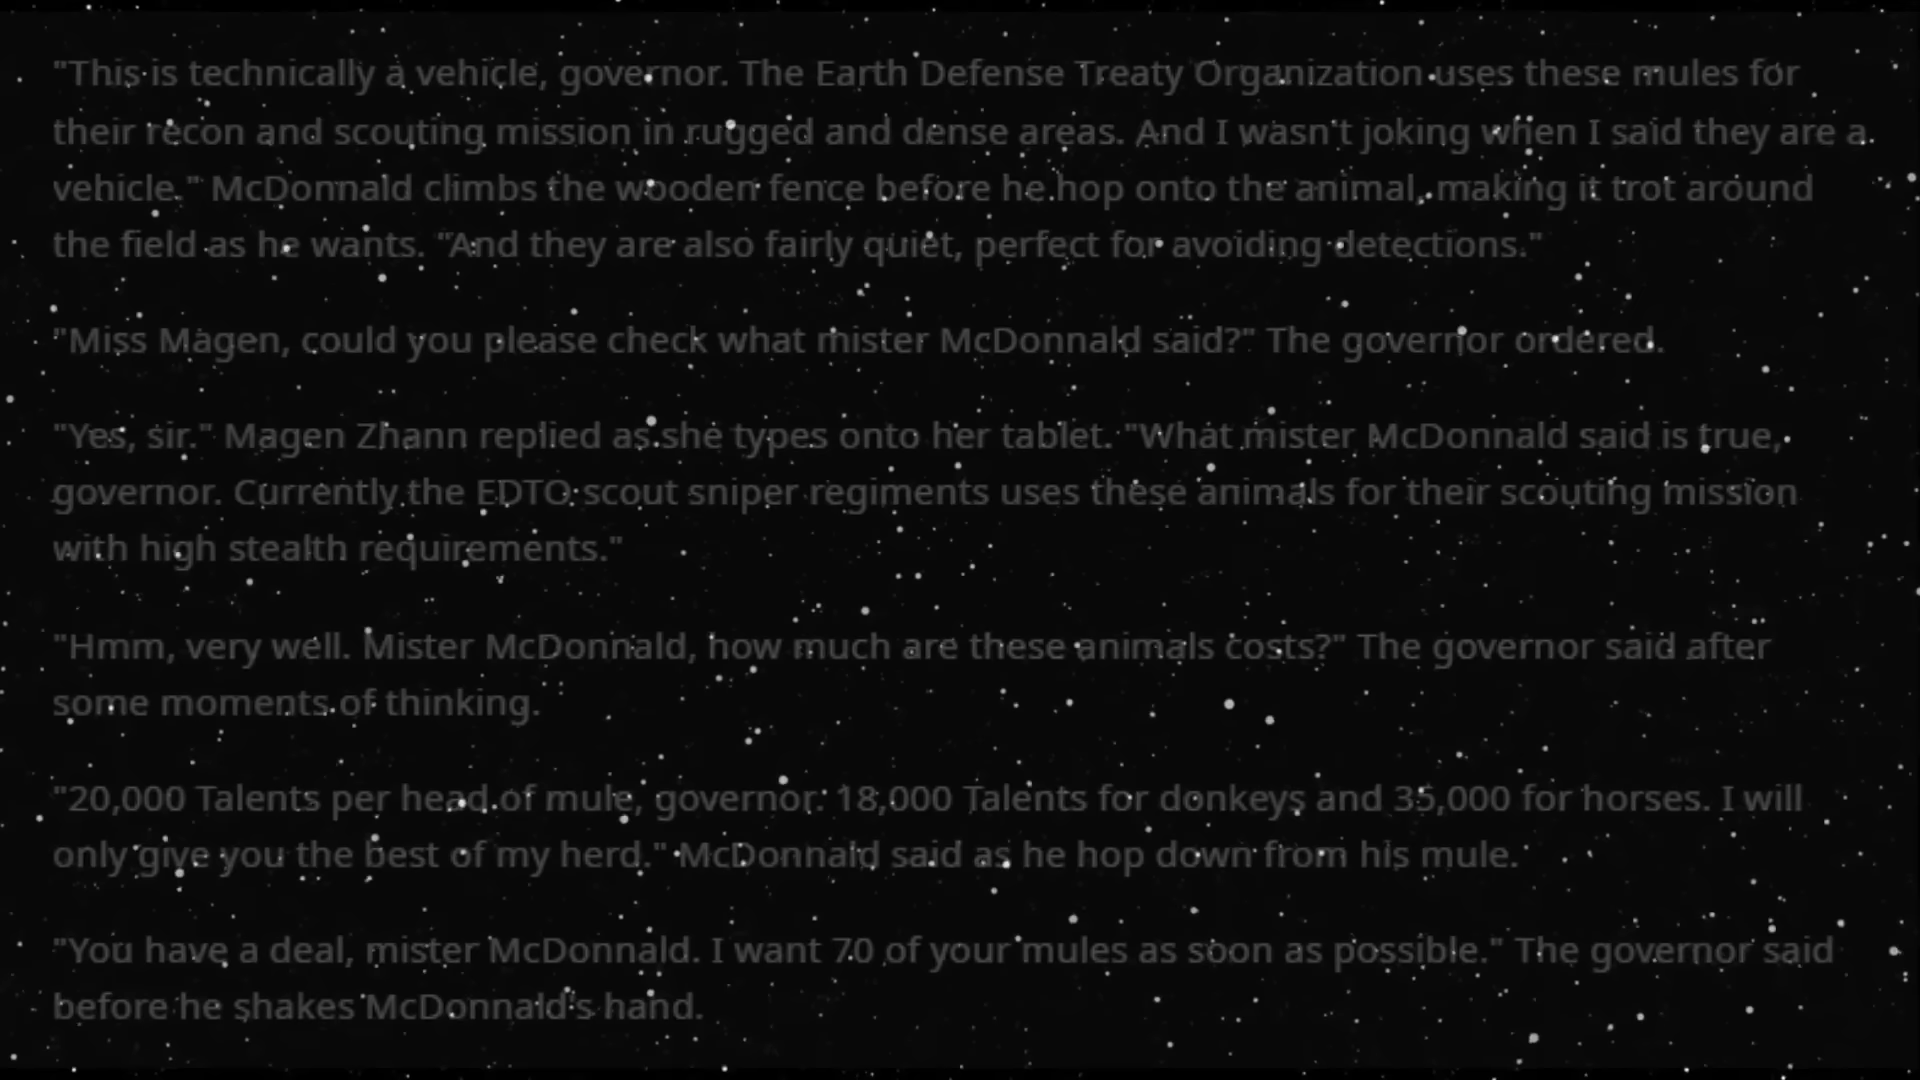 "This is technically a vehicle, governor. The Earth Defense Treaty Organization uses these mules for
their recon and scouting mission in rugged and dense areas. And I wasn't joking when I said they are a
vehicle." McDonnald climbs the wooden fence before he hop onto the animal, making it trot around
the field as he wants. "And they are also fairly quiet, perfect for avoiding detections."
"Miss Magen, could you please check what mister McDonnald said?" The governor ordered.
"Yes, sir." Magen Zhann replied as she types onto her tablet. "What mister McDonnald said is true,
governor. Currently the EDTO scout sniper regiments uses these animals for their scouting mission
with high stealth requirements."
"Hmm, very well. Mister McDonnald, how much are these animals costs?" The governor said after
some moments of thinking.
"20,000 Talents per head of mule, governor. 18,000 Talents for donkeys and 35,000 for horses. I will
only give you the best of my herd." McDonnald said as he hop down from his mule.
"You have a deal, mister McDonnald. I want 70 of your mules as soon as possible." The governor said
before he shakes McDonnald's hand.